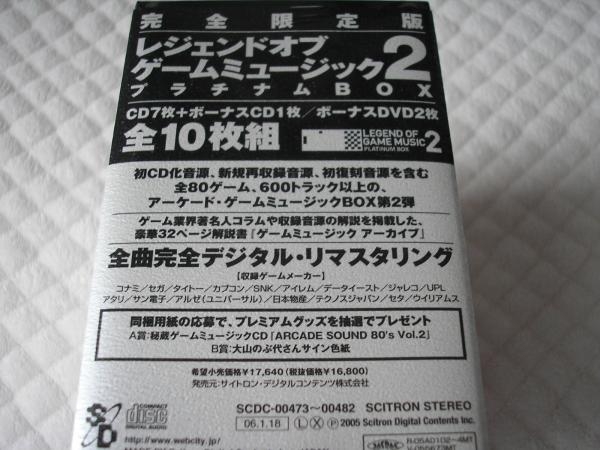 完全限定版
レジェンドオブ
ゲームミュージック2
プラチナムBOX
CD7枚+ボーナスCD1枚/ボーナスDVD2枚
全10枚組
LEGEND OF
GAME MUSIC 2
PLATINUM BOX
初CD化音源、新規再収録音源、初復刻音源を含む
全80ゲーム、600トラック以上の、
アーケード・ゲームミュージックBOX第2弾
ゲーム業界著名人コラムや収録音源の解説を掲載した、
豪華32ページ解説書『ゲームミュージック アーカイブ』
全曲完全デジタル・リマスタリング
【収録ゲームメーカー】
コナミ/セガ/タイトー/カプコン/SNK/アイレム/データイースト/ジャレコ/UPL
アタリ/サン電子/アルゼ(ユニバーサル)/日本物産/テクノスジャパン/セタ/ウイリアムス
同梱用紙の応募で、プレミアムグッズを抽選でプレゼント
A賞:秘蔵ゲームミュージックCD「ARCADE SOUND 80's Vol.2」
B賞:大山のぶ代さんサイン色紙
希望小売価格¥17,640(税抜価格¥16,800)
発売元:サイトロン・デジタルコンテンツ株式会社
SD
COMPACT
disc
DIGITAL AUDIO
SCDC-00473〜00482 SCITRON STEREO
06.1.18 L X P 2005 Scitron Digital Contents Inc.
http://www.webcity.jp/
R-05A0102~4MT